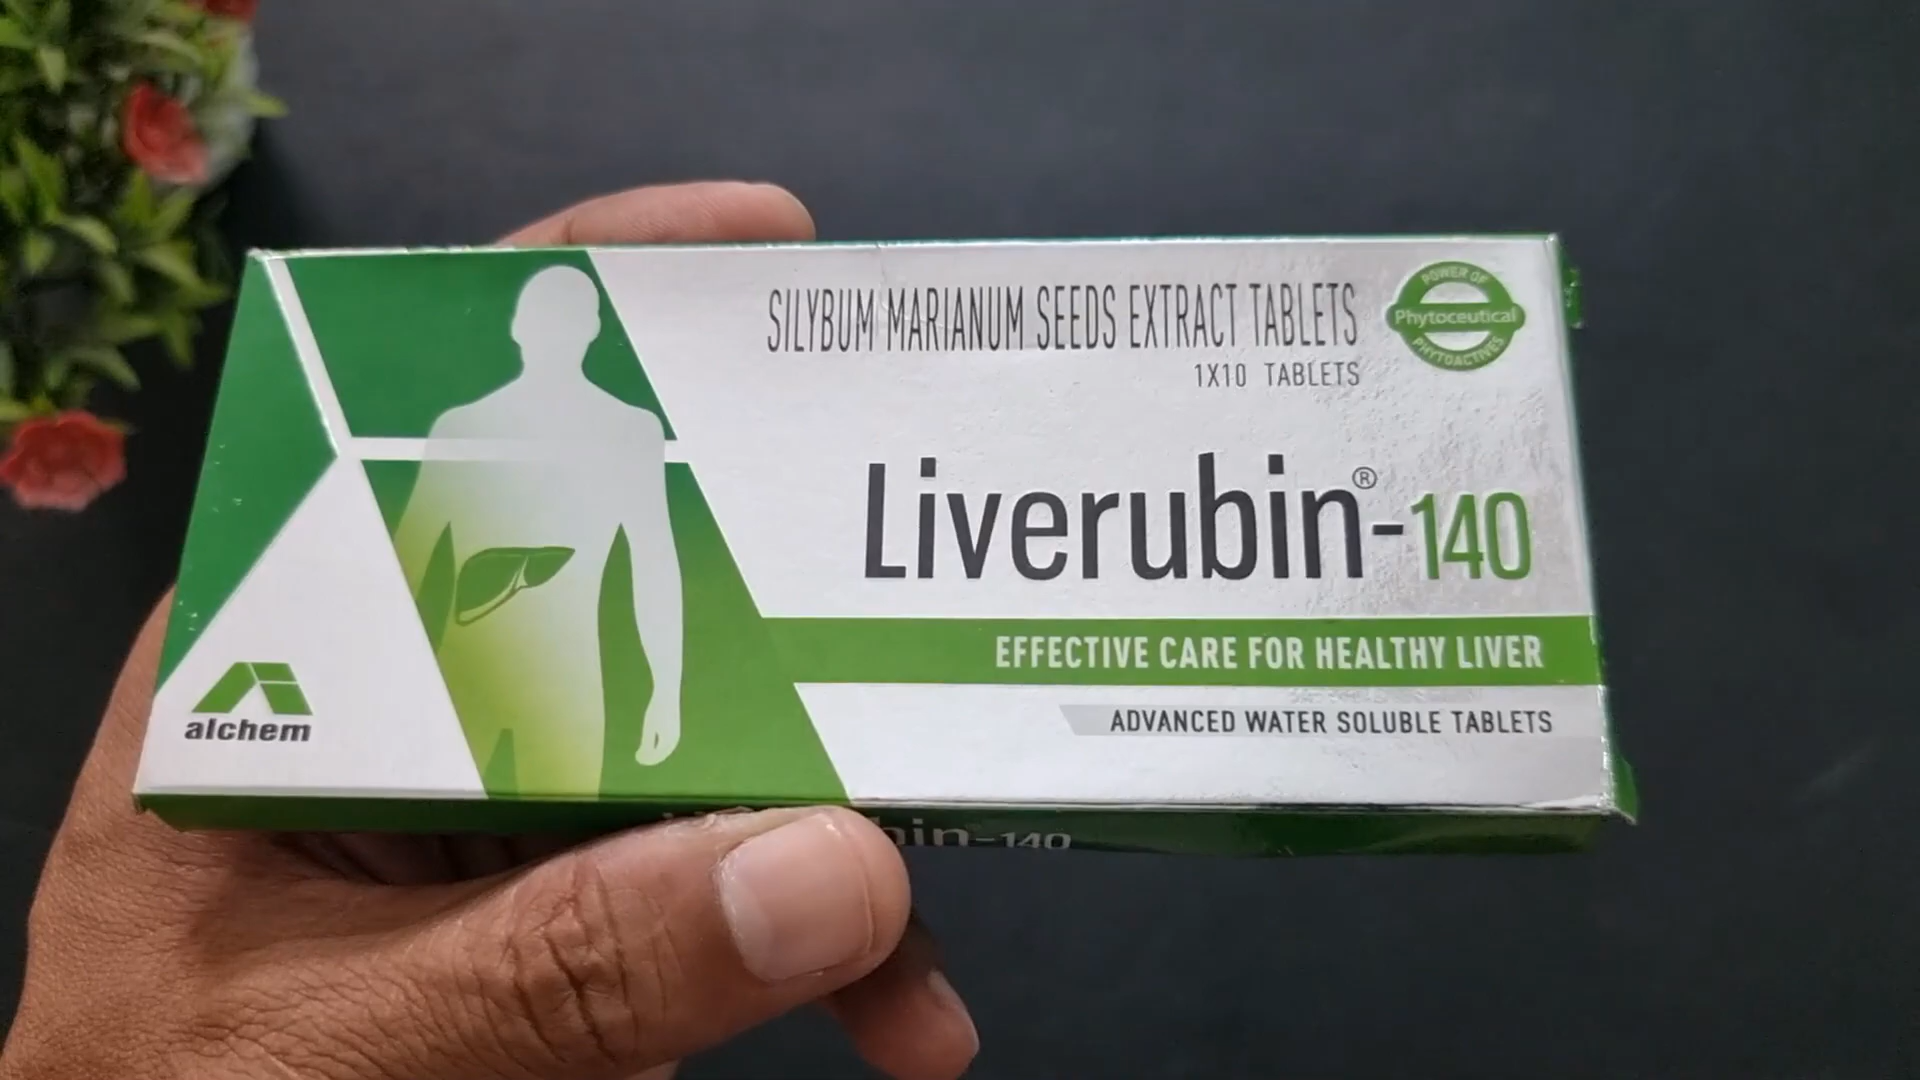 SILYBUM MARIANUM SEEDS EXTRACT TABLETS
1X10 TABLETS
POWER OF
Phytoceutical
PHYTOACTIVES
Liverubin®-140
EFFECTIVE CARE FOR HEALTHY LIVER
ADVANCED WATER SOLUBLE TABLETS
alchem
bin-140